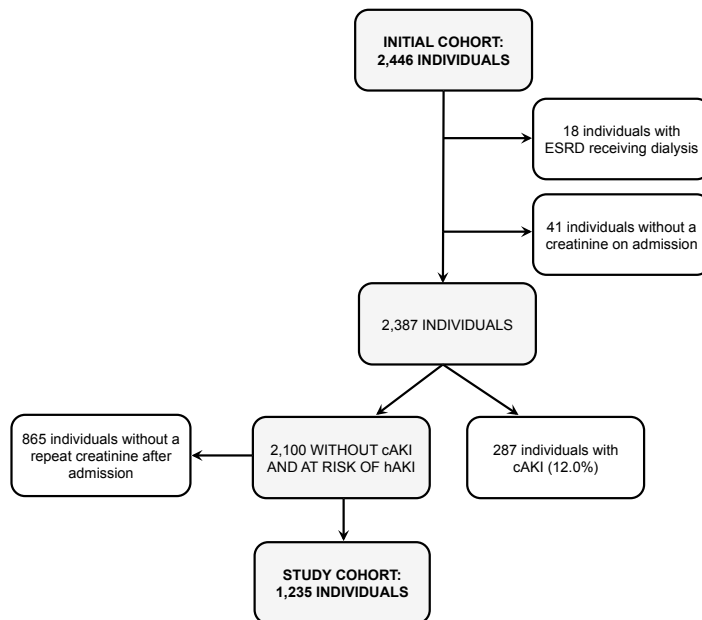 INITIAL COHORT:
2,446 INDIVIDUALS
18 individuals with
ESRD receiving dialysis
41 individuals without a
creatinine on admission
2,387 INDIVIDUALS
865 individuals without a
repeat creatinine after
admission
2,100 WITHOUT cAKI
AND AT RISK OF hAKI
287 individuals with
cAKI (12.0%)
STUDY COHORT:
1,235 INDIVIDUALS